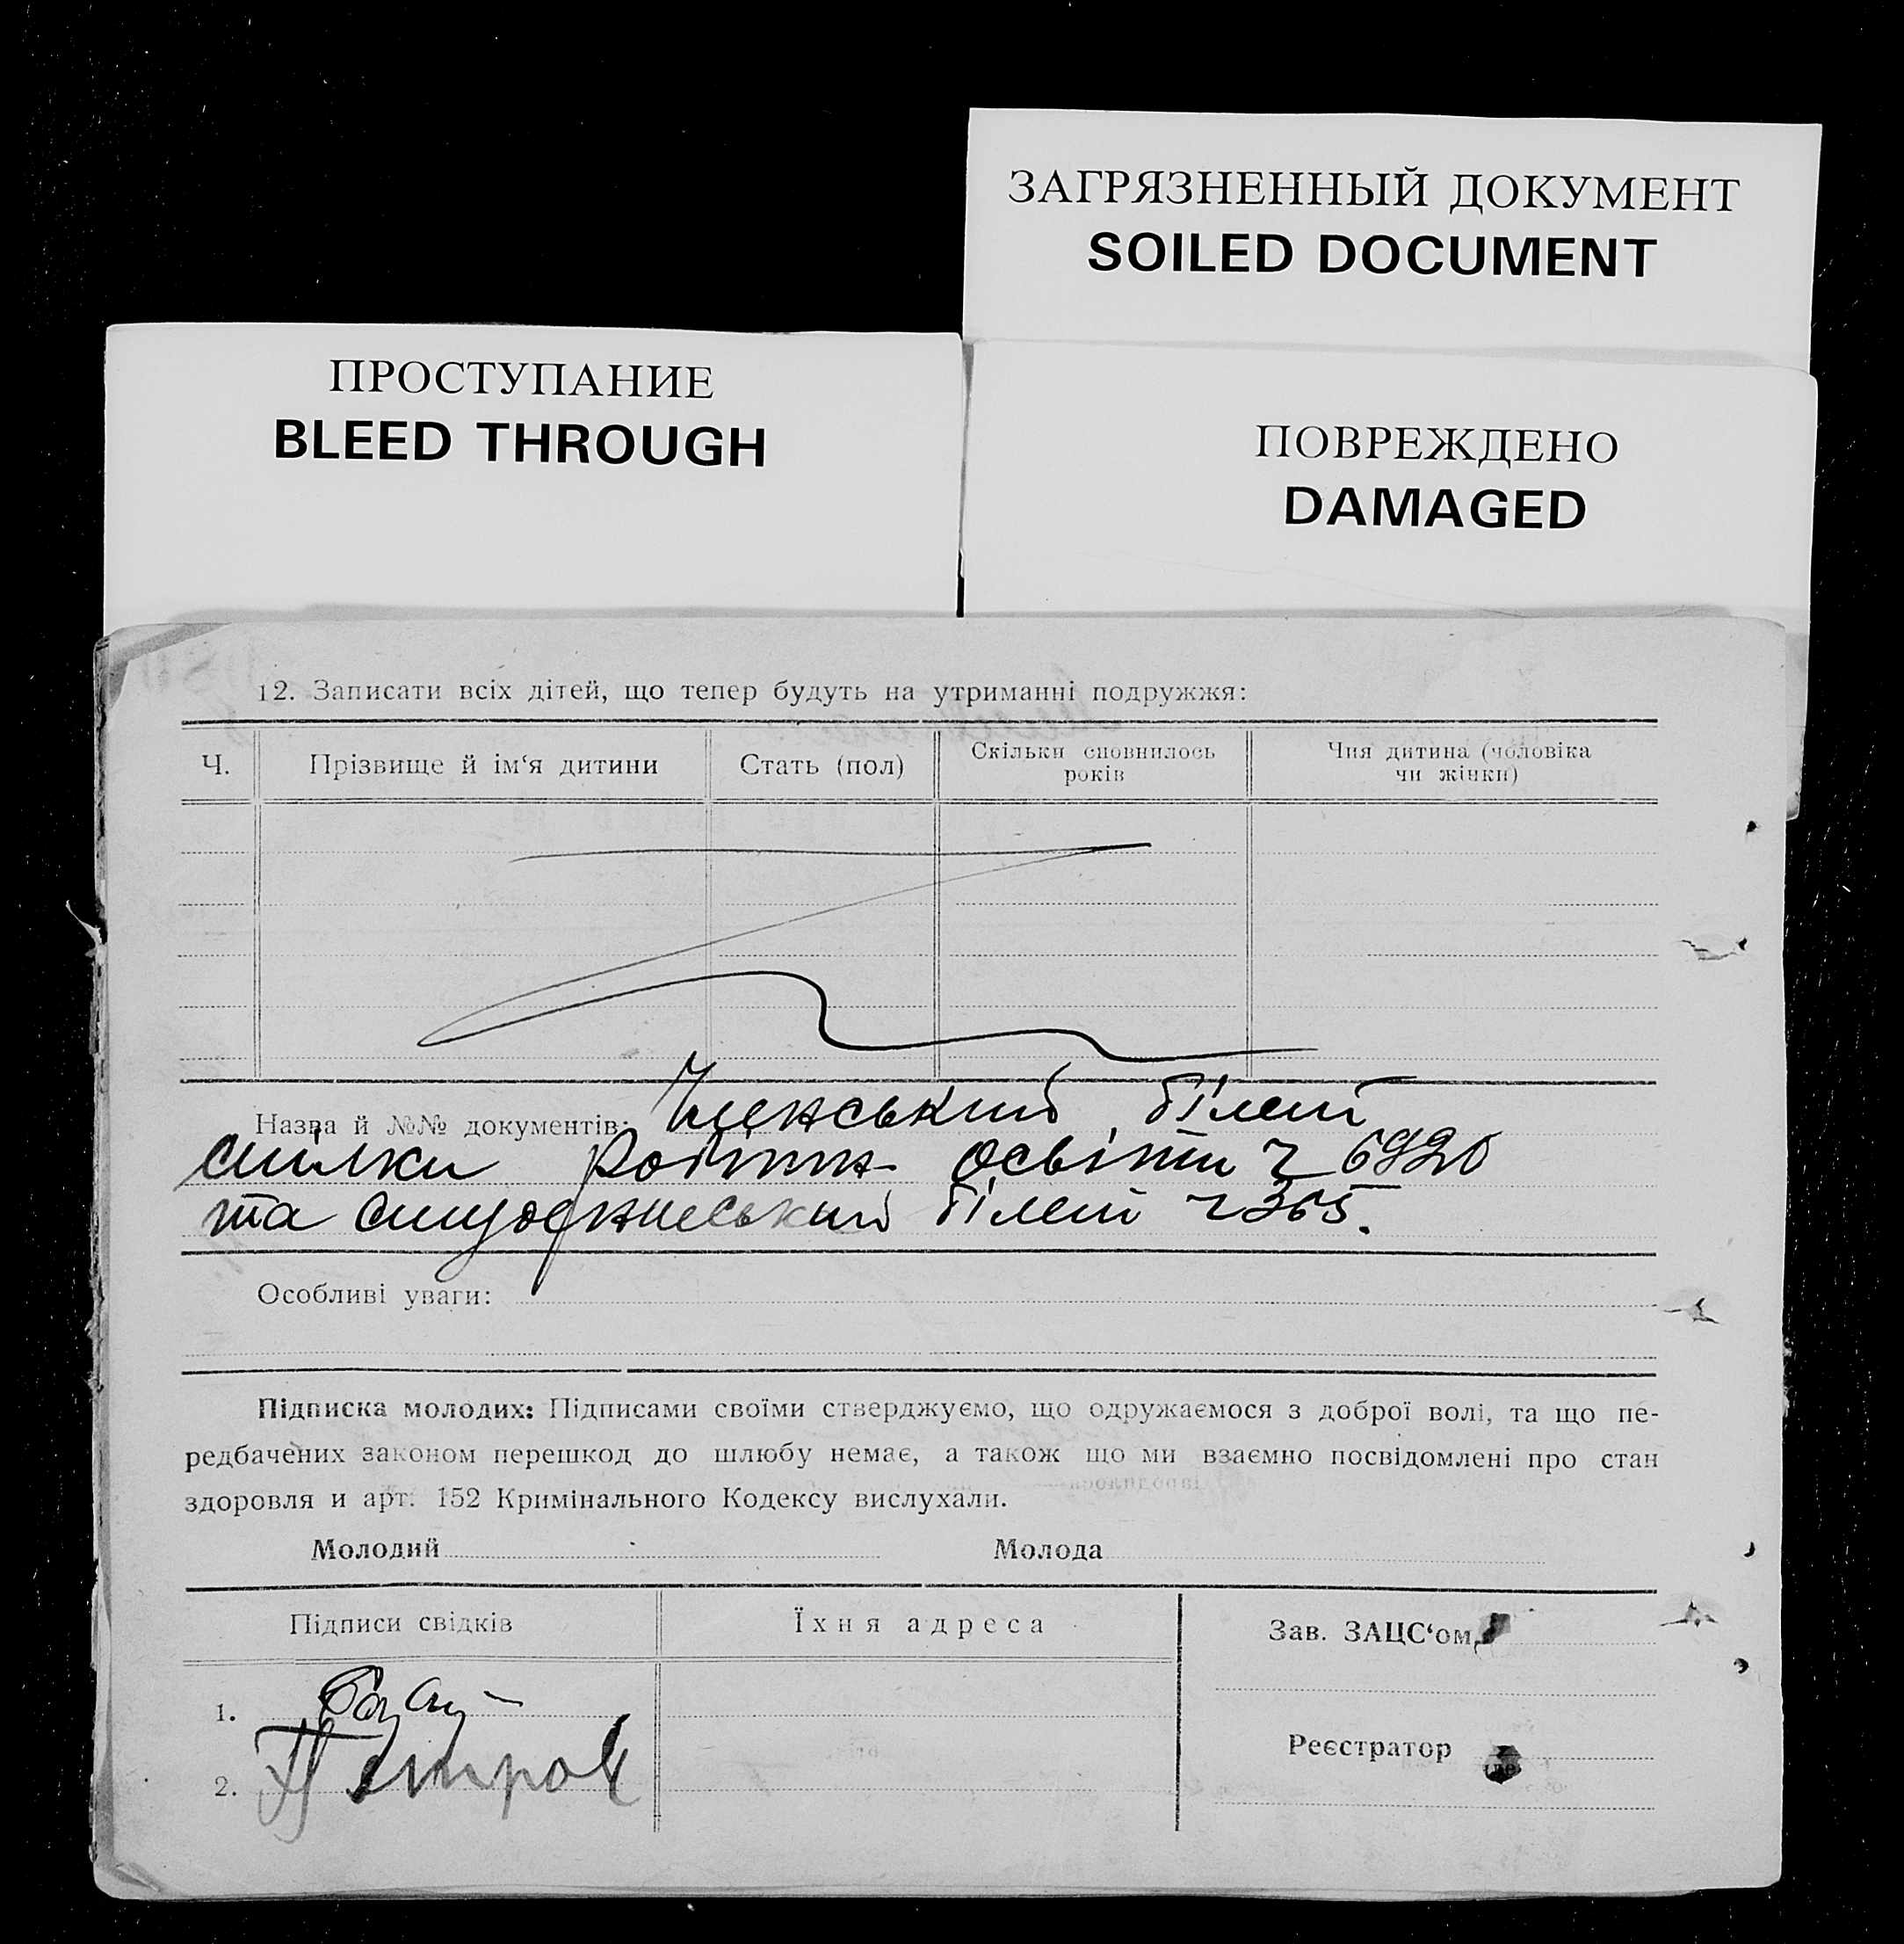 ЗАГРЯЗНЕННЫЙ ДОКУМЕНТ
SOILED DOCUMENT
ПРОСТУПАНИЕ
BLEED THROUGH
ПОВРЕЖДЕНО
DAMAGED
12. Записати всіх дітей, що тепер будуть на утриманні подружжя:
Ч.
Прізвище й ім‘я дитини
Стать (пол)
Скільки сповнилось
років
Чия дитина (чоловіка
чи жінки)
Назва й №№ документів: Членський білет
спілки Робітн. Освіти ч 6920
та студентський білет ч 365.
Особливі уваги:
Підписка молодих: Підписами своїми стверджуємо, що одружаємося з доброї волі, та що пе-
редбачених законом перешкод до шлюбу немає, а також що ми взаємно посвідомлені про стан
здоровля и арт. 152 Кримінального Кодексу вислухали.
Молодий
Молода
Підписи свідків
Їхня адреса
Зав. ЗАЦС‘ом
1.
Реєстратор
2. Петров